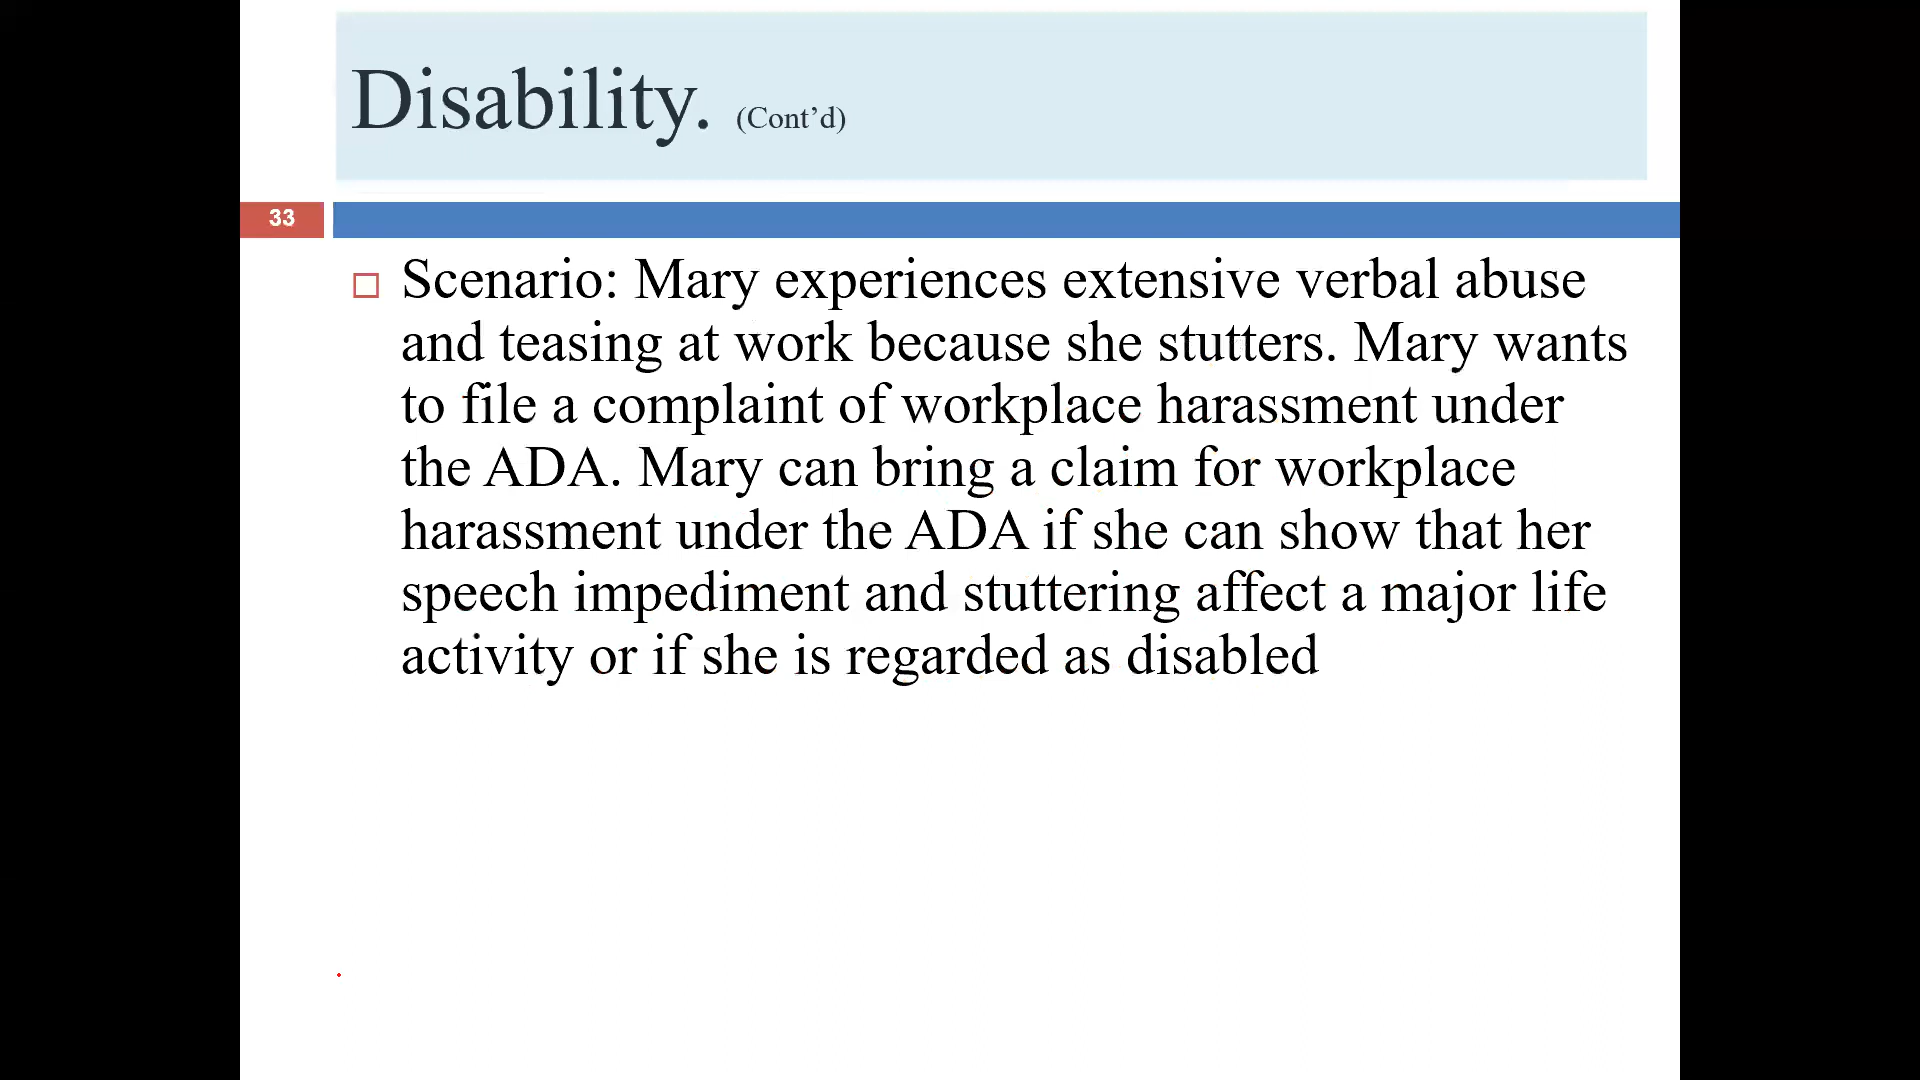 Disability. (Cont’d)
33
Scenario: Mary experiences extensive verbal abuse
and teasing at work because she stutters. Mary wants
to file a complaint of workplace harassment under
the ADA. Mary can bring a claim for workplace
harassment under the ADA if she can show that her
speech impediment and stuttering affect a major life
activity or if she is regarded as disabled